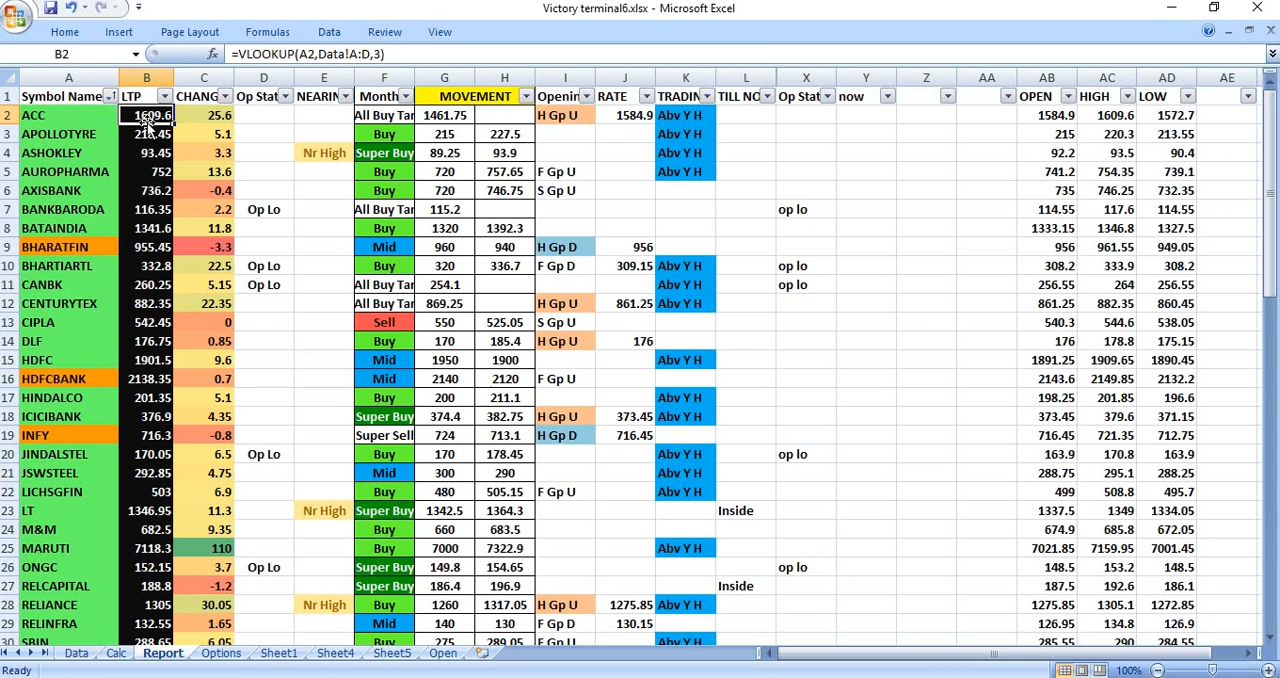 Victory terminal6.xlsx - Microsoft Excel
Home Insert Page Layout Formulas Data Review View
B2 fx =VLOOKUP(A2,Data!A:D,3)
A B C D E F G H I J K L X Y Z AA AB AC AD AE
1 Symbol Name LTP CHANG Op Stat NEARIN Month MOVEMENT Openin RATE TRADIN TILL NO Op Stat now OPEN HIGH LOW
2 ACC 1609.6 25.6 All Buy Tar 1461.75 H Gp U 1584.9 Abv Y H 1584.9 1609.6 1572.7
3 APOLLOTYRE 5.1 Buy 215 227.5 Abv Y H 215 220.3 213.55
4 ASHOKLEY 93.45 3.3 Nr High Super Buy 89.25 93.9 Abv Y H 92.2 93.5 90.4
5 AUROPHARMA 752 13.6 Buy 720 757.65 F Gp U Abv Y H 741.2 754.35 739.1
6 AXISBANK 736.2 -0.4 Buy 720 746.75 S Gp U 735 746.25 732.35
7 BANKBARODA 116.35 2.2 Op Lo All Buy Tar 115.2 op lo 114.55 117.6 114.55
8 BATAINDIA 1341.6 11.8 Buy 1320 1392.3 Abv Y H 1333.15 1346.8 1327.5
9 BHARATFIN 955.45 -3.3 Mid 960 940 H Gp D 956 956 961.55 949.05
10 BHARTIARTL 332.8 22.5 Op Lo Buy 320 336.7 F Gp D 309.15 Abv Y H op lo 308.2 333.9 308.2
11 CANBK 260.25 5.15 Op Lo All Buy Tar 254.1 Abv Y H op lo 256.55 264 256.55
12 CENTURYTEX 882.35 22.35 All Buy Tar 869.25 H Gp U 861.25 Abv Y H 861.25 882.35 860.45
13 CIPLA 542.45 0 Sell 550 525.05 S Gp U 540.3 544.6 538.05
14 DLF 176.75 0.85 Buy 170 185.4 H Gp U 176 176 178.8 175.15
15 HDFC 1901.5 9.6 Mid 1950 1900 Abv Y H 1891.25 1909.65 1890.45
16 HDFCBANK 2138.35 0.7 Mid 2140 2120 F Gp U 2143.6 2149.85 2132.2
17 HINDALCO 201.35 5.1 Buy 200 211.1 Abv Y H 198.25 201.85 196.6
18 ICICIBANK 376.9 4.35 Super Buy 374.4 382.75 H Gp U 373.45 Abv Y H 373.45 379.6 371.15
19 INFY 716.3 -0.8 Super Sell 724 713.1 H Gp D 716.45 716.45 721.35 712.75
20 JINDALSTEL 170.05 6.5 Op Lo Buy 170 178.45 Abv Y H op lo 163.9 170.8 163.9
21 JSWSTEEL 292.85 4.75 Mid 300 290 Abv Y H 288.75 295.1 288.25
22 LICHSGFIN 503 6.9 Buy 480 505.15 F Gp U Abv Y H 499 508.8 495.7
23 LT 1346.95 11.3 Nr High Super Buy 1342.5 1364.3 Inside 1337.5 1349 1334.05
24 M&M 682.5 9.35 Buy 660 683.5 674.9 685.8 672.05
25 MARUTI 7118.3 110 Buy 7000 7322.9 Abv Y H 7021.85 7159.95 7001.45
26 ONGC 152.15 3.7 Op Lo Super Buy 149.8 154.65 op lo 148.5 153.2 148.5
27 RELCAPITAL 188.8 -1.2 Super Buy 186.4 196.9 Inside 187.5 192.6 186.1
28 RELIANCE 1305 30.05 Nr High Buy 1260 1317.05 H Gp U 1275.85 Abv Y H 1275.85 1305.1 1272.85
29 RELINFRA 132.55 1.65 Mid 140 130 F Gp D 130.15 126.95 134.8 126.9
30 SBIN 288.65 6.05 Buy 275 289.05 Abv Y H 285.55 290 284.55
Data Calc Report Options Sheet1 Sheet4 Sheet5 Open
Ready 100%